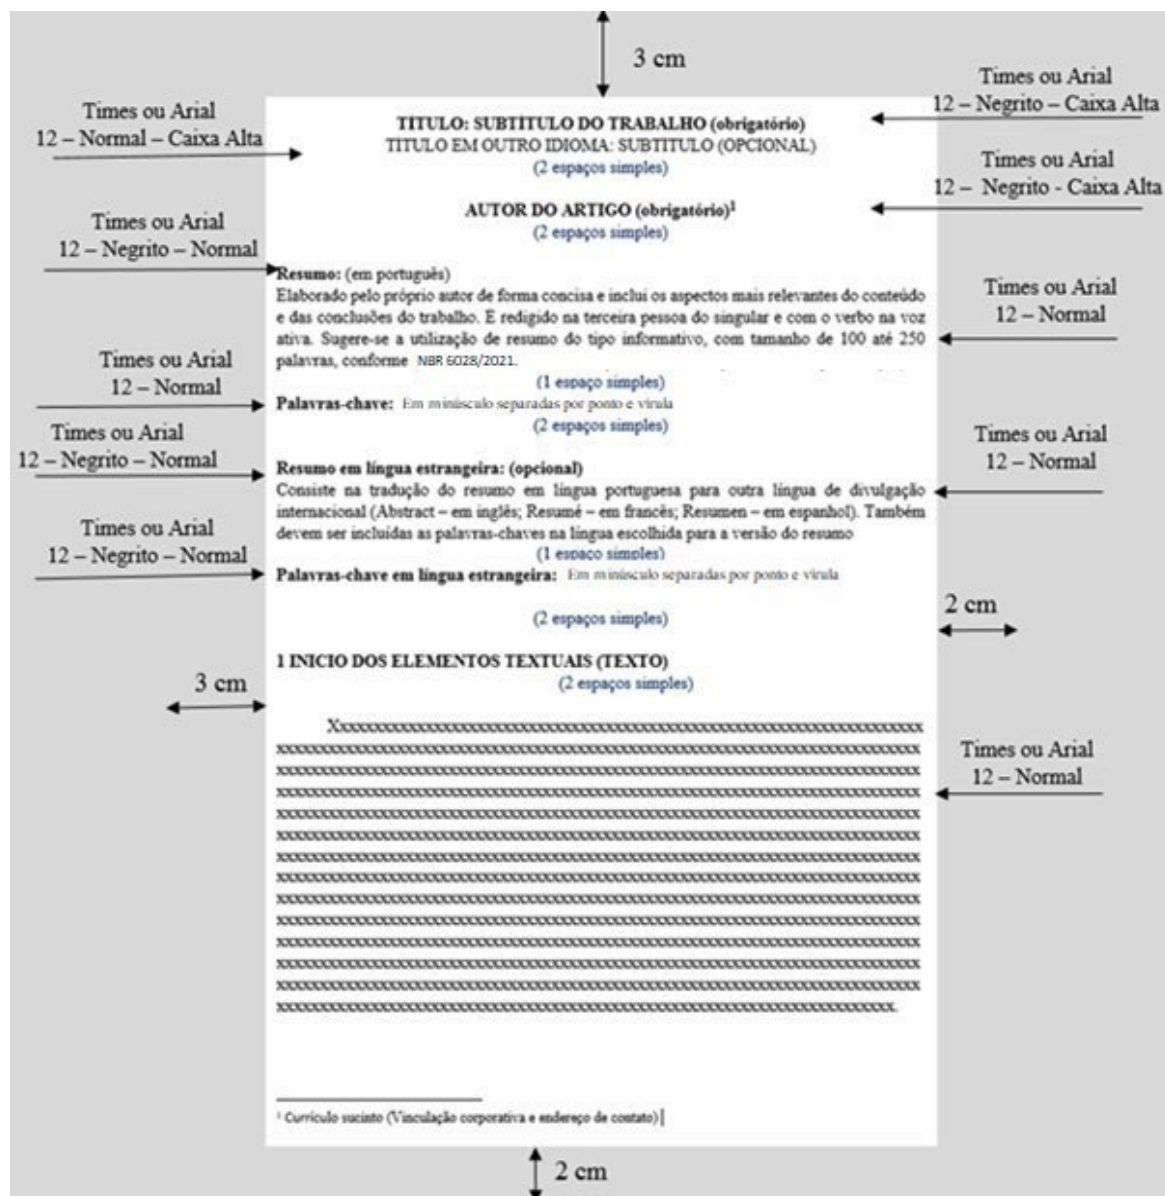 3 cm
Times ou Arial
12 – Normal – Caixa Alta
Times ou Arial
12 – Negrito – Caixa Alta
TÍTULO: SUBTÍTULO DO TRABALHO (obrigatório)
TITULO EM OUTRO IDIOMA: SUBTITULO (OPCIONAL)
(2 espaços simples)
Times ou Arial
12 – Negrito - Caixa Alta
AUTOR DO ARTIGO (obrigatório)¹
(2 espaços simples)
Times ou Arial
12 – Negrito – Normal
Resumo: (em português)
Elaborado pelo próprio autor de forma concisa e inclui os aspectos mais relevantes do conteúdo
e das conclusões do trabalho. É redigido na terceira pessoa do singular e com o verbo na voz
ativa. Sugere-se a utilização de resumo do tipo informativo, com tamanho de 100 até 250
palavras, conforme NBR 6028/2021.
Times ou Arial
12 – Normal
(1 espaço simples)
Times ou Arial
12 – Normal
Palavras-chave: Em minúsculo separadas por ponto e vírula
(2 espaços simples)
Times ou Arial
12 – Negrito – Normal
Resumo em língua estrangeira: (opcional)
Consiste na tradução do resumo em língua portuguesa para outra língua de divulgação
internacional (Abstract – em inglês; Resumé – em francês; Resumen – em espanhol). Também
devem ser incluídas as palavras-chaves na língua escolhida para a versão do resumo
Times ou Arial
12 – Normal
(1 espaço simples)
Times ou Arial
12 – Negrito – Normal
Palavras-chave em língua estrangeira: Em minúsculo separadas por ponto e vírula
(2 espaços simples)
2 cm
1 INICIO DOS ELEMENTOS TEXTUAIS (TEXTO)
(2 espaços simples)
3 cm
Times ou Arial
12 – Normal
¹ Currículo sucinto (Vinculação corporativa e endereço de contato)
2 cm